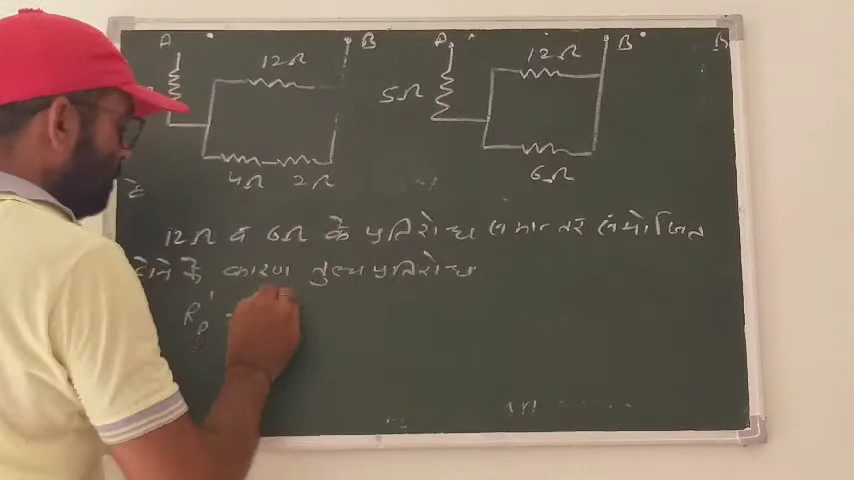 A 12Ω B
4Ω 2Ω
A 12Ω B
5Ω
6Ω
B
है
12Ω व 6Ω के प्रतिरोध समान्तर संयोजित
होने के कारण तुल्य प्रतिरोध
R'p